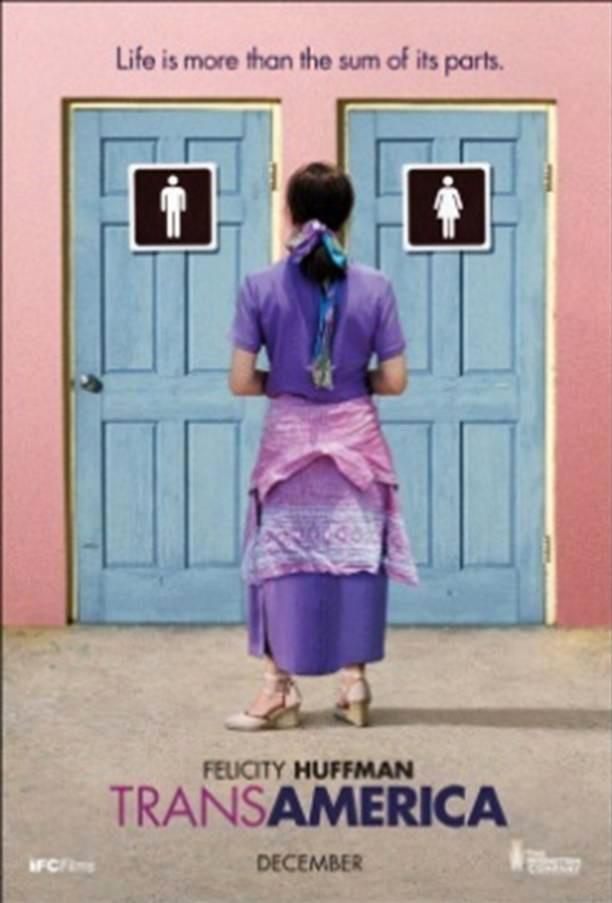 Life is more than the sum of its parts.
FELICITY HUFFMAN
TRANSAMERICA
DECEMBER
IFC Films
THE
WEINSTEIN
COMPANY